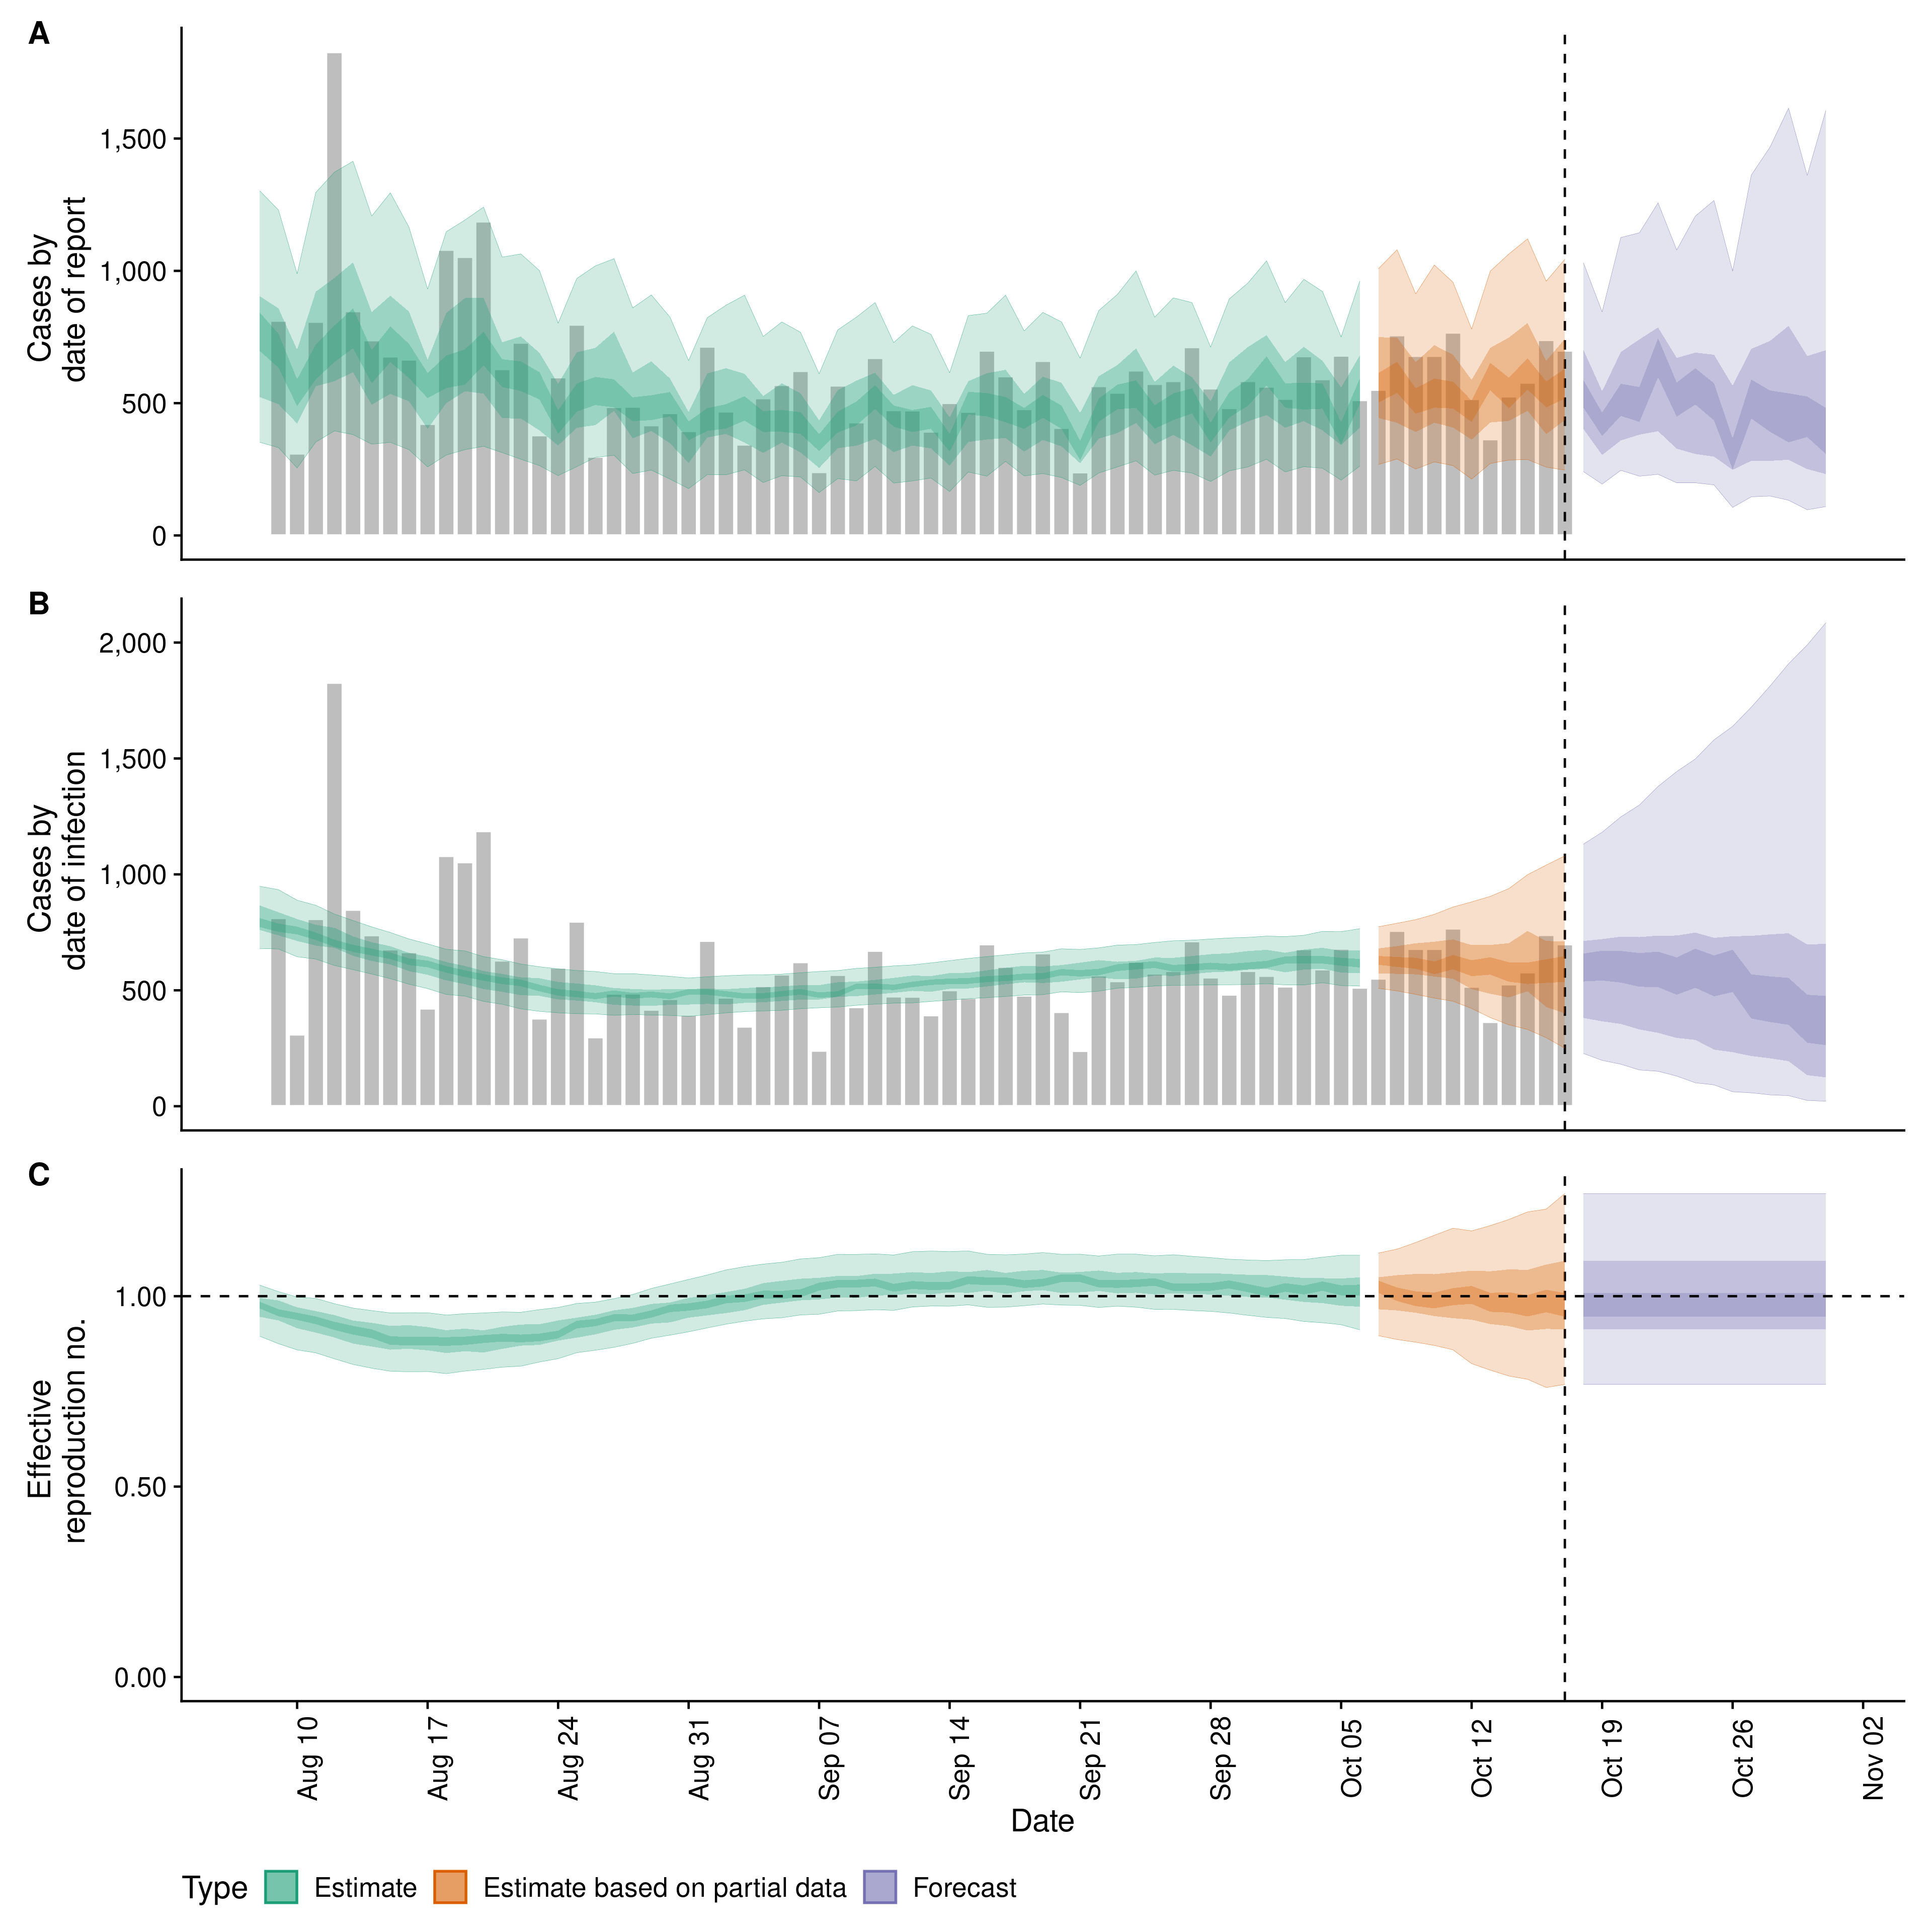 A
Cases by
date of report
1,500
1,000
500
0
B
Cases by
date of infection
2,000
1,500
1,000
500
0
C
Effective
reproduction no.
1.00
0.50
0.00
Aug 10
Aug 17
Aug 24
Aug 31
Sep 07
Sep 14
Sep 21
Sep 28
Oct 05
Oct 12
Oct 19
Oct 26
Nov 02
Date
Type Estimate Estimate based on partial data Forecast